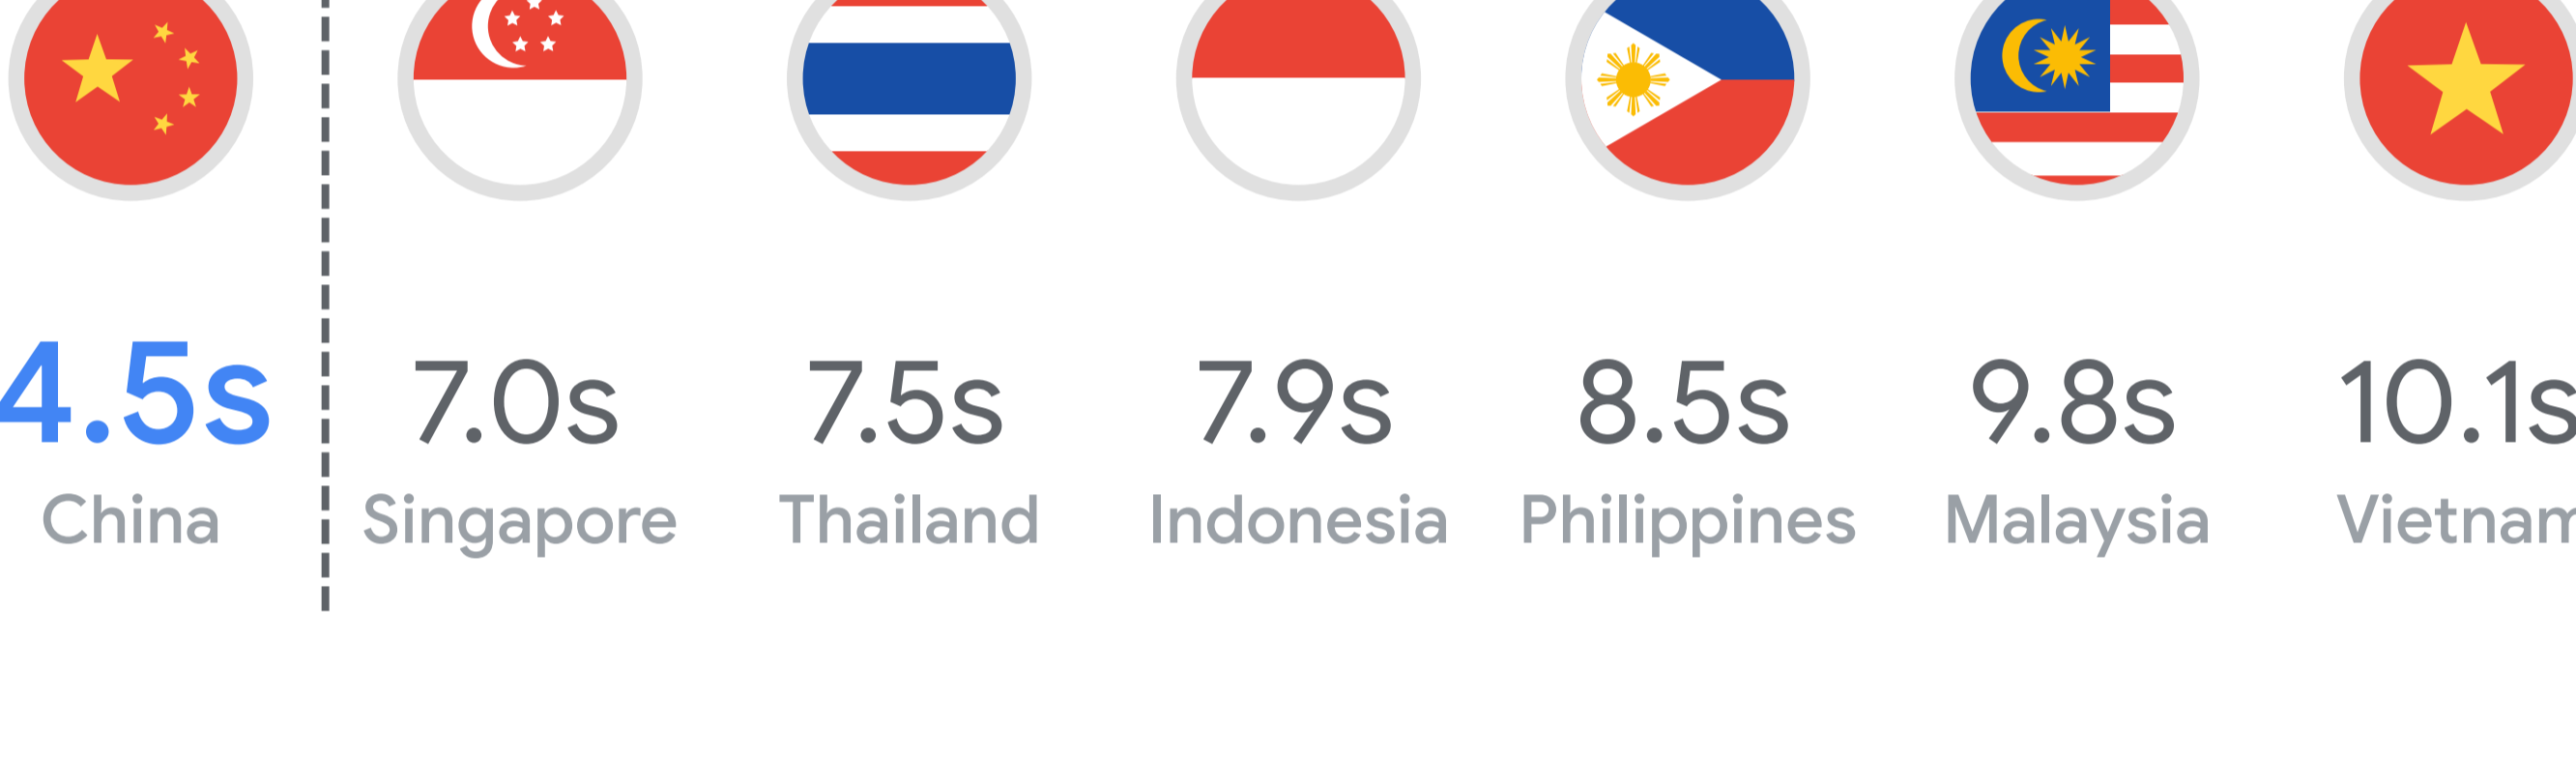 4.5s 7.0s 7.5s 7.9s 8.5s 9.8s 10.1s
China Singapore Thailand Indonesia Philippines Malaysia Vietnam